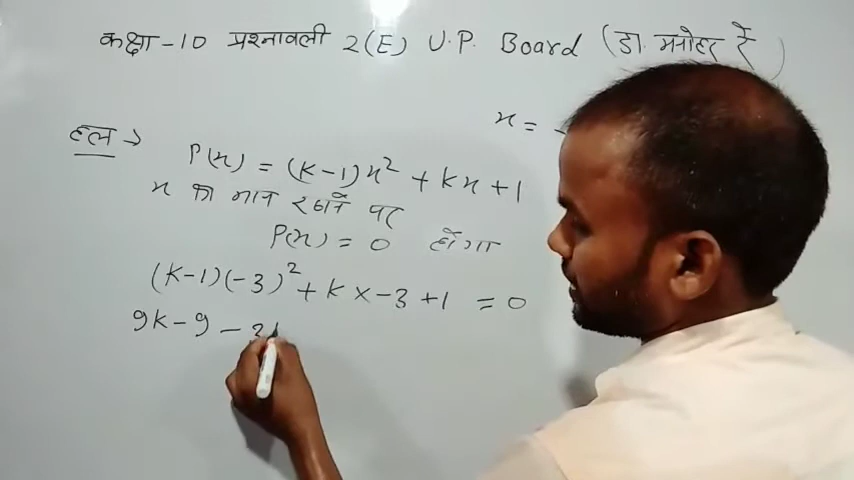 कक्षा-10 प्रश्नावली 2(E) U.P. Board (डा. मनोहर रे)
x = -
हल →
P(x) = (K-1)x² + Kx + 1
x का मान रखने पर
P(x) = 0 होगा
(K-1)(-3)² + K × -3 + 1 = 0
9K - 9 - 3